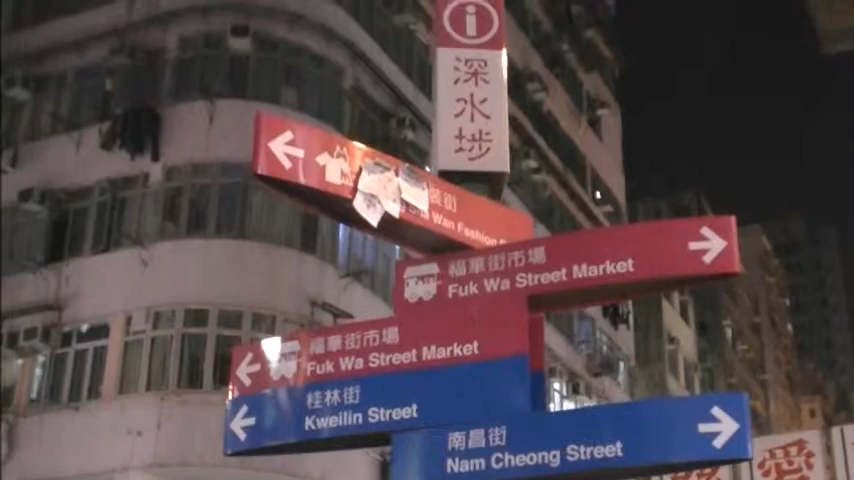 i
深
水
埗
裝街
Wan Fashion
福華街市場
Fuk Wa Street Market
福華街市場
Fuk Wa Street Market
桂林街
Kweilin Street
南昌街
Nam Cheong Street
愛